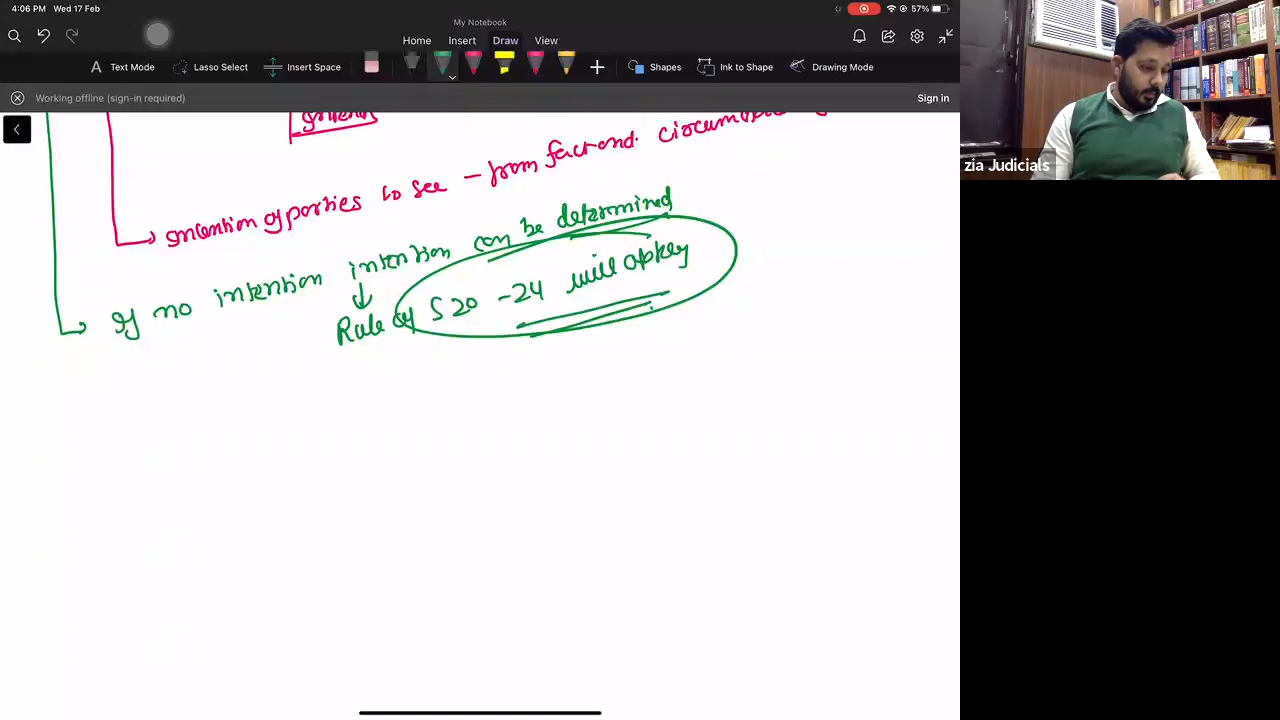 4:06 PM Wed 17 Feb
57%
My Notebook
Home Insert Draw View
Text Mode Lasso Select Insert Space Shapes Ink to Shape Drawing Mode
Working offline (sign-in required) Sign in
intention of parties to see – from fact and.
If no intention intention can be determined
Rule of S 20 - 24 will apply
zia Judicials